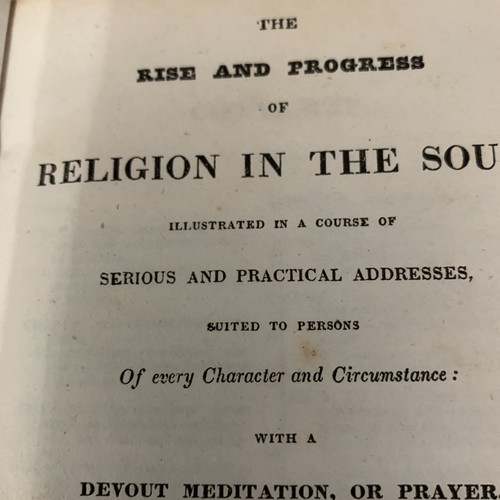 THE
RISE AND PROGRESS
OF
RELIGION IN THE SOU
ILLUSTRATED IN A COURSE OF
SERIOUS AND PRACTICAL ADDRESSES,
SUITED TO PERSONS
Of every Character and Circumstance :
WITH A
DEVOUT MEDITATION, OR PRAYER